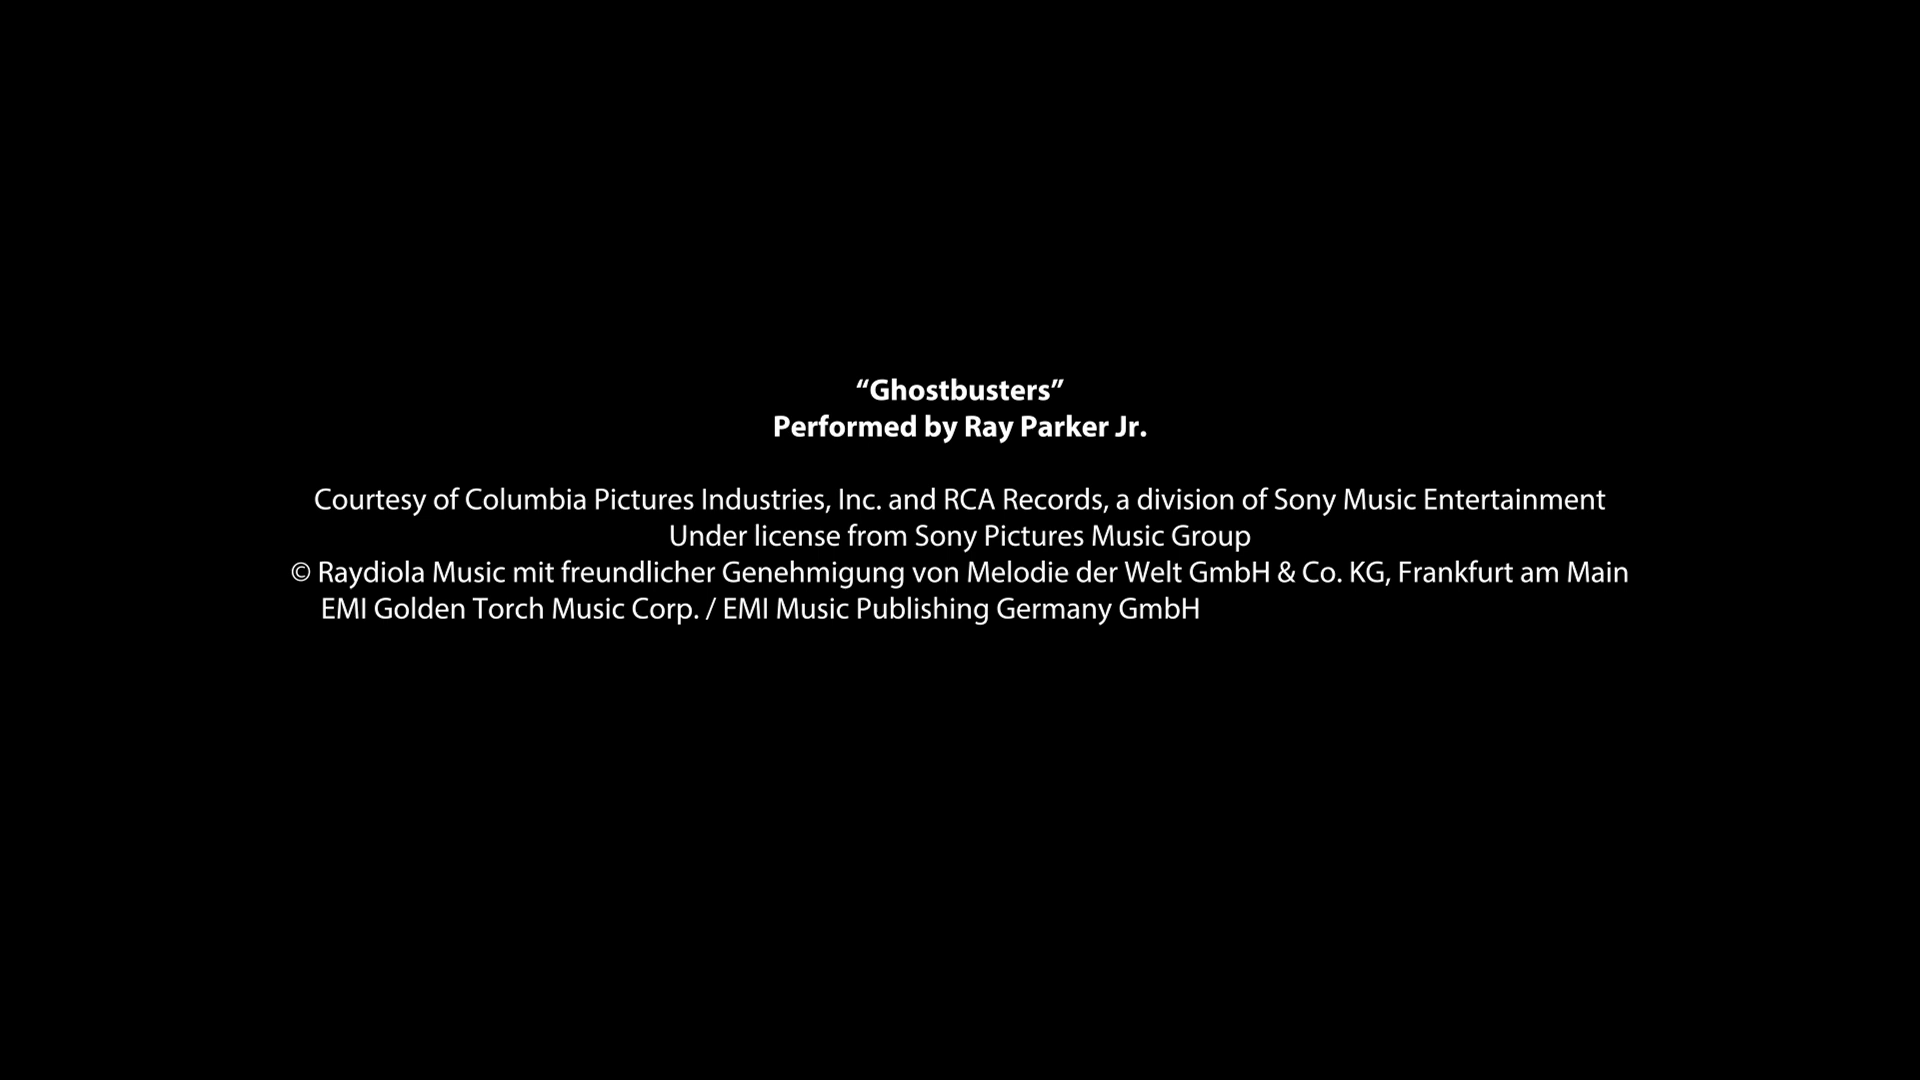 “Ghostbusters”
Performed by Ray Parker Jr.
Courtesy of Columbia Pictures Industries, Inc. and RCA Records, a division of Sony Music Entertainment
Under license from Sony Pictures Music Group
© Raydiola Music mit freundlicher Genehmigung von Melodie der Welt GmbH & Co. KG, Frankfurt am Main
EMI Golden Torch Music Corp. / EMI Music Publishing Germany GmbH